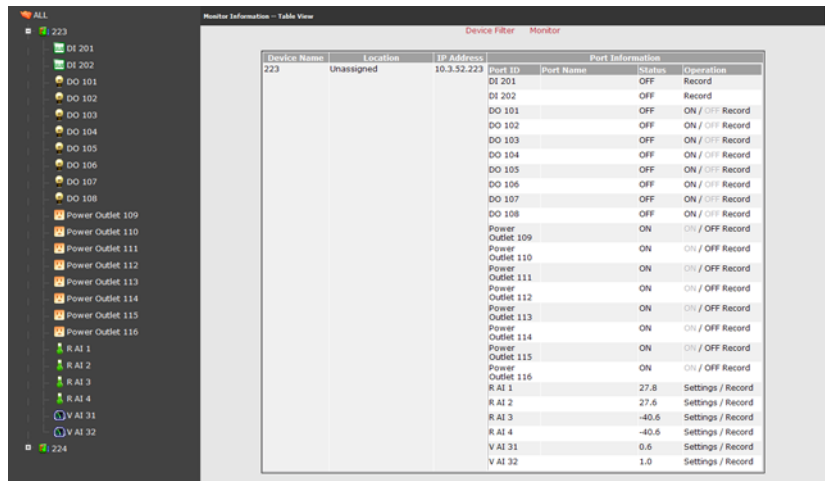 ALL
223
DI 201
DI 202
DO 101
DO 102
DO 103
DO 104
DO 105
DO 106
DO 107
DO 108
Power Outlet 109
Power Outlet 110
Power Outlet 111
Power Outlet 112
Power Outlet 113
Power Outlet 114
Power Outlet 115
Power Outlet 116
R AI 1
R AI 2
R AI 3
R AI 4
V AI 31
V AI 32
224
Monitor Information -- Table View
Device Filter Monitor
Device Name Location IP Address Port Information
223 Unassigned 10.3.52.223 Port ID Port Name Status Operation
DI 201 OFF Record
DI 202 OFF Record
DO 101 OFF ON / OFF Record
DO 102 OFF ON / OFF Record
DO 103 OFF ON / OFF Record
DO 104 OFF ON / OFF Record
DO 105 OFF ON / OFF Record
DO 106 OFF ON / OFF Record
DO 107 OFF ON / OFF Record
DO 108 OFF ON / OFF Record
Power ON ON / OFF Record
Outlet 109
Power ON ON / OFF Record
Outlet 110
Power ON ON / OFF Record
Outlet 111
Power ON ON / OFF Record
Outlet 112
Power ON ON / OFF Record
Outlet 113
Power ON ON / OFF Record
Outlet 114
Power ON ON / OFF Record
Outlet 115
Power ON ON / OFF Record
Outlet 116
R AI 1 27.8 Settings / Record
R AI 2 27.6 Settings / Record
R AI 3 -40.6 Settings / Record
R AI 4 -40.6 Settings / Record
V AI 31 0.6 Settings / Record
V AI 32 1.0 Settings / Record